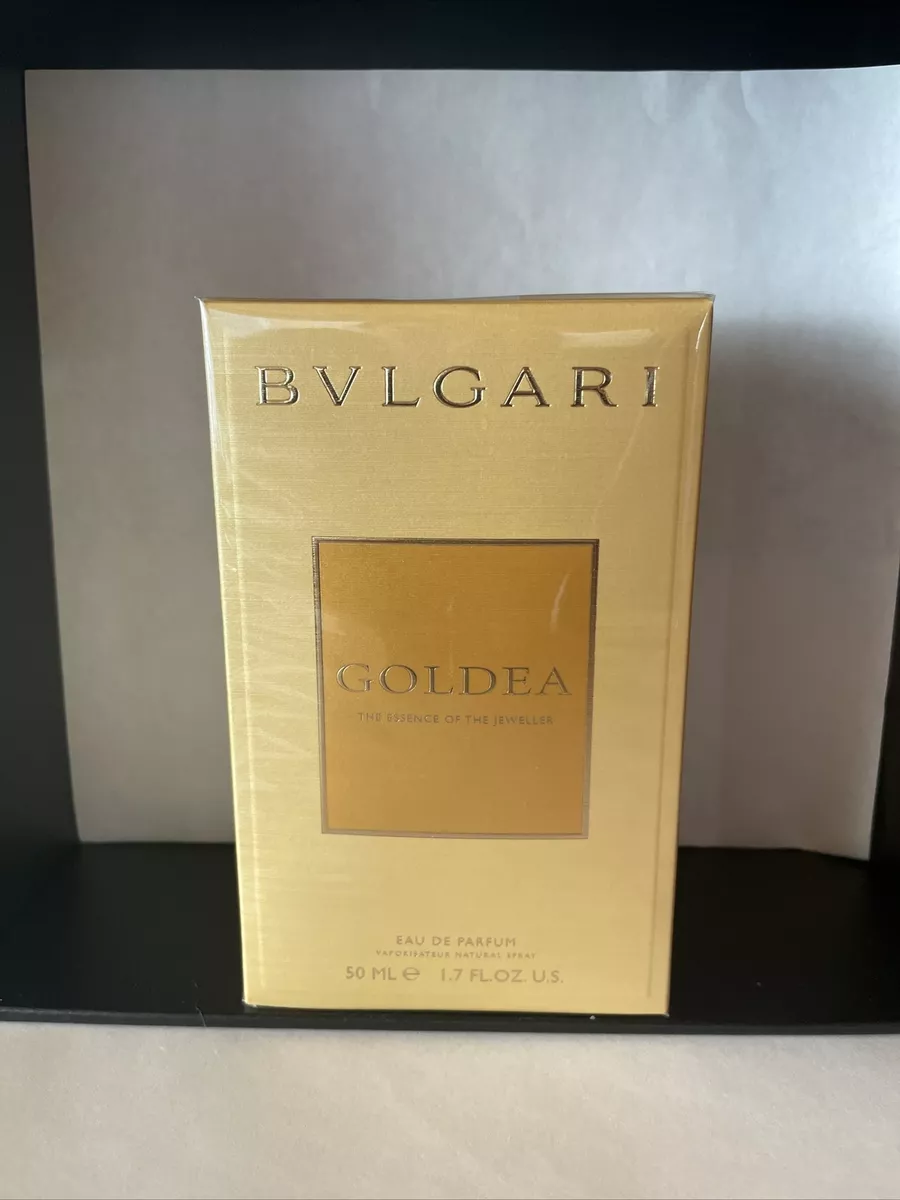 BVLGARI
GOLDEA
THE ESSENCE OF THE JEWELLER
EAU DE PARFUM
VAPORISATEUR NATURAL SPRAY
50 ML ℮ 1.7 FL.OZ. U.S.